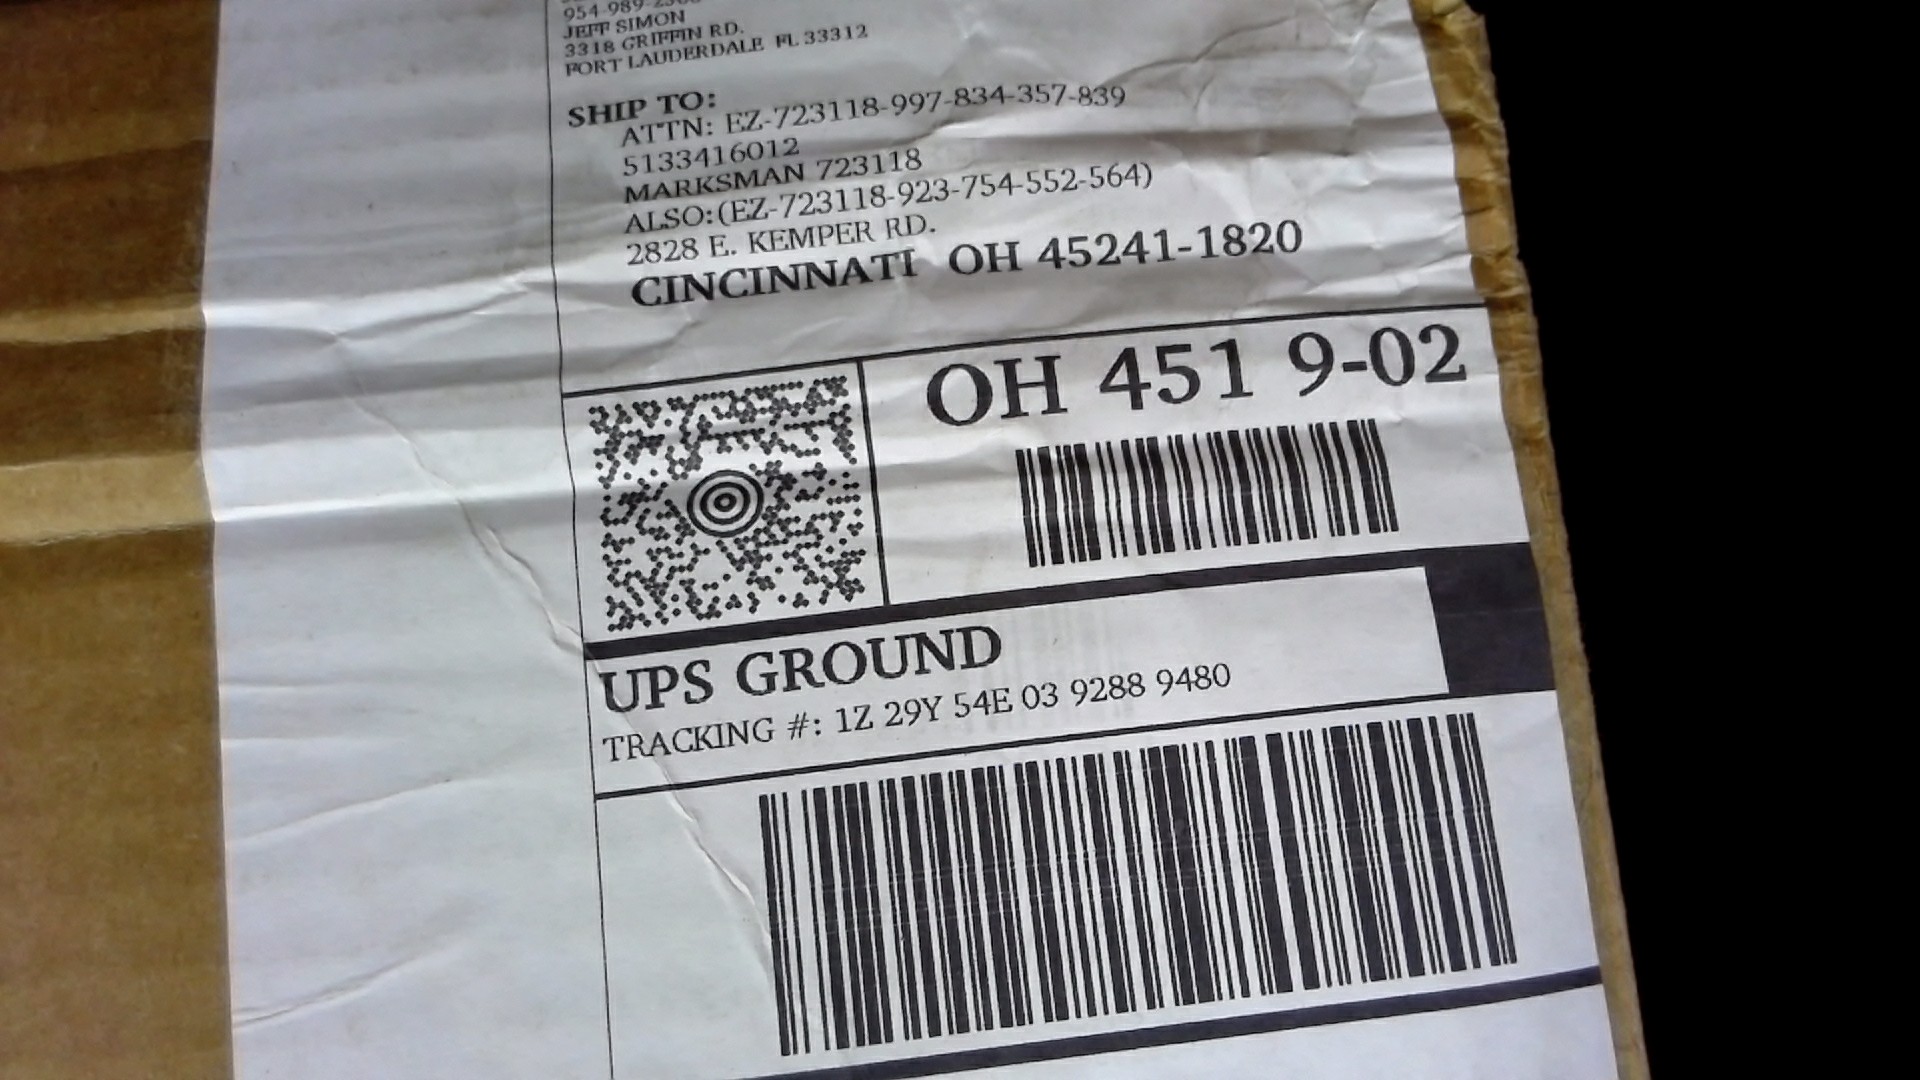 JEFF SIMON
3318 GRIFFIN RD.
FORT LAUDERDALE FL 33312
SHIP TO:
ATTN: EZ-723118-997-834-357-839
5133416012
MARKSMAN 723118
ALSO:(EZ-723118-923-754-552-564)
2828 E. KEMPER RD.
CINCINNATI OH 45241-1820
OH 451 9-02
UPS GROUND
TRACKING #: 1Z 29Y 54E 03 9288 9480